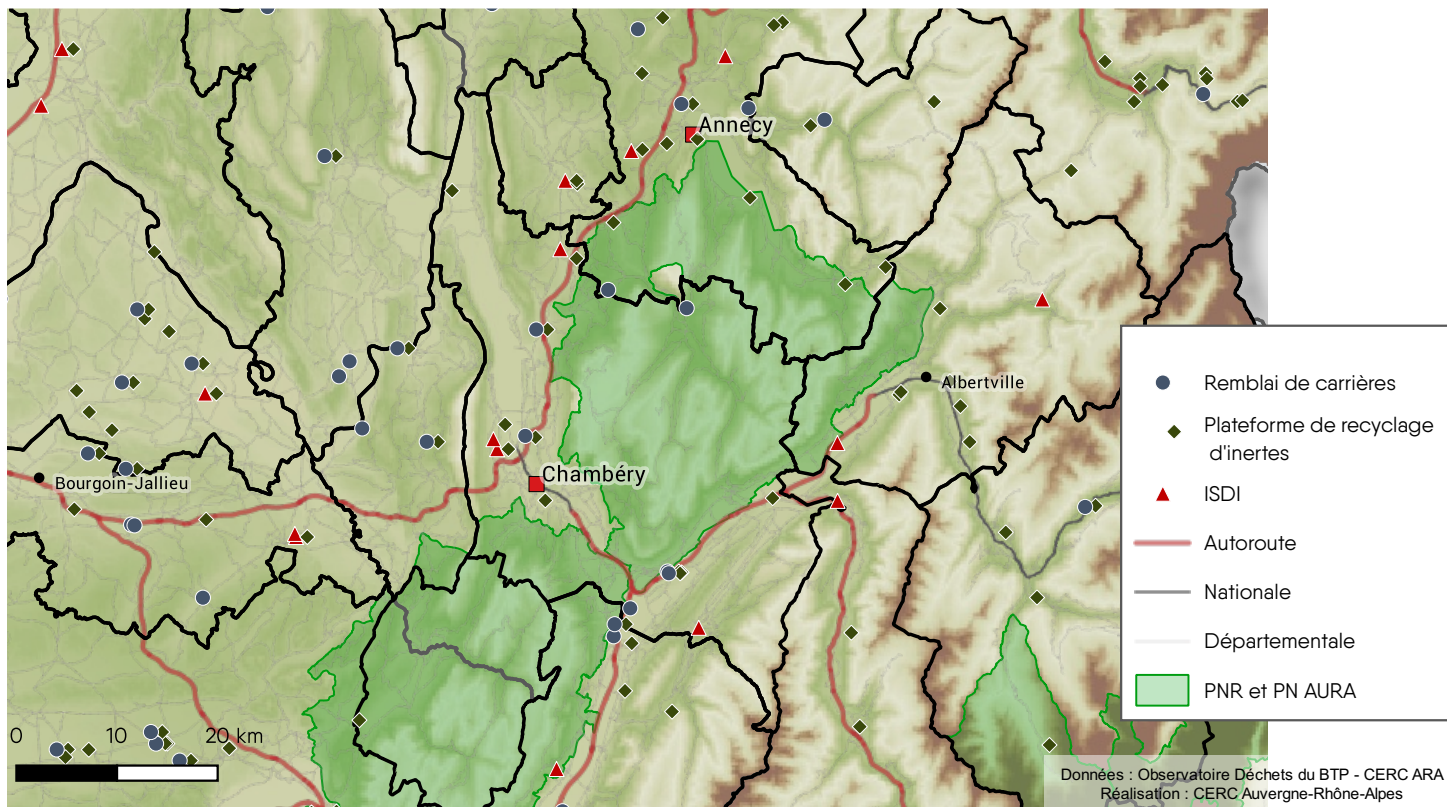 Annecy
Albertville
Bourgoin-Jallieu
Chambéry
Remblai de carrières
Plateforme de recyclage
d'inertes
ISDI
Autoroute
Nationale
Départementale
PNR et PN AURA
0 10 20 km
Données : Observatoire Déchets du BTP - CERC ARA
Réalisation : CERC Auvergne-Rhône-Alpes